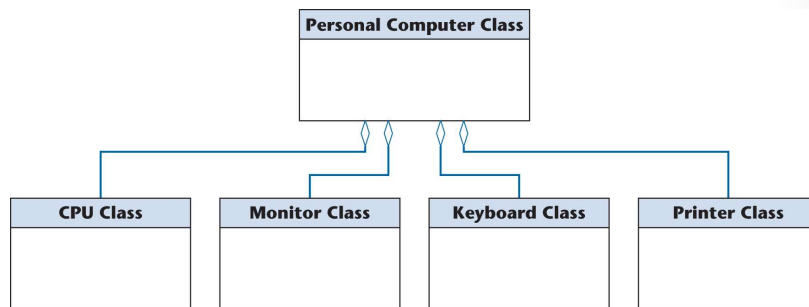 Personal Computer Class
CPU Class
Monitor Class
Keyboard Class
Printer Class